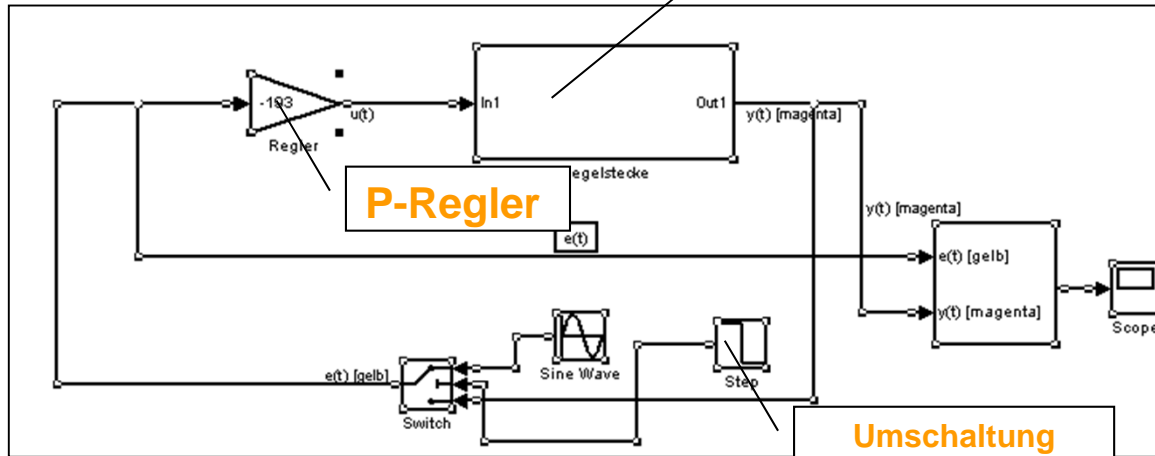 -193
In1
Out1
u(t)
y(t) [magenta]
Regler
egelstecke
P-Regler
y(t) [magenta]
e(t)
e(t) [gelb]
y(t) [magenta]
Scope
Sine Wave
Step
e(t) [gelb]
Switch
Umschaltung